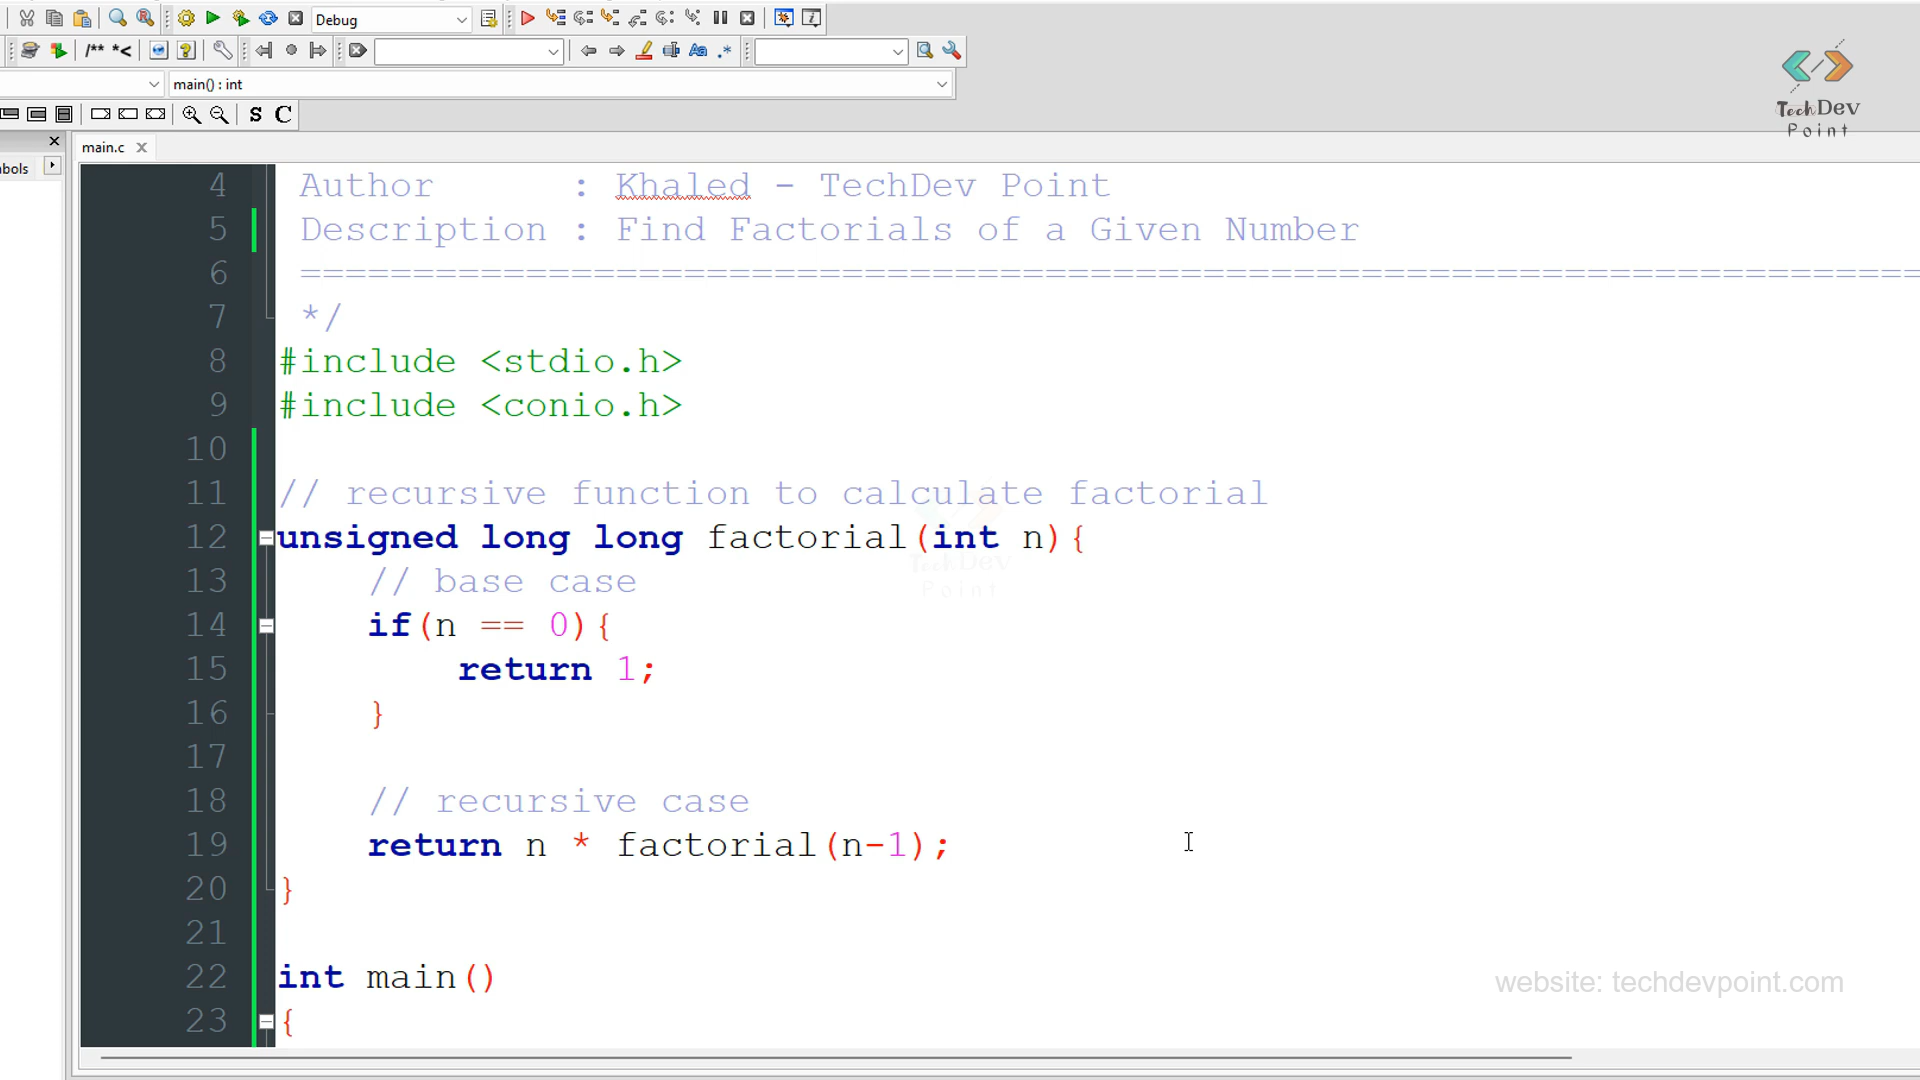 Debug
/** *<
Aa .*
main() : int
S C
TechDev
Point
main.c
bols
4 Author : Khaled - TechDev Point
5 Description : Find Factorials of a Given Number
6 =========================================================================
7 */
8 #include <stdio.h>
9 #include <conio.h>
10
11 // recursive function to calculate factorial
12 unsigned long long factorial(int n){
13 // base case
14 if(n == 0){
15 return 1;
16 }
17
18 // recursive case
19 return n * factorial(n-1);
20 }
21
22 int main()
23 {
TechDev
Point
website: techdevpoint.com